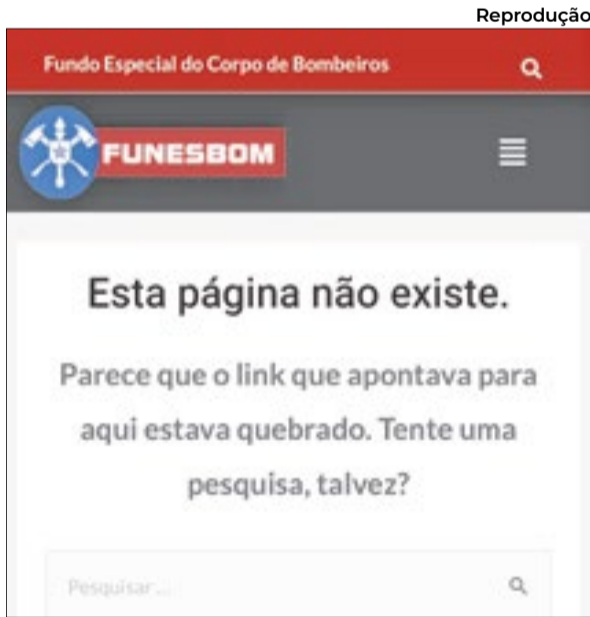 Reprodução
Fundo Especial do Corpo de Bombeiros
FUNESBOM
Esta página não existe.
Parece que o link que apontava para
aqui estava quebrado. Tente uma
pesquisa, talvez?
Pesquisar...